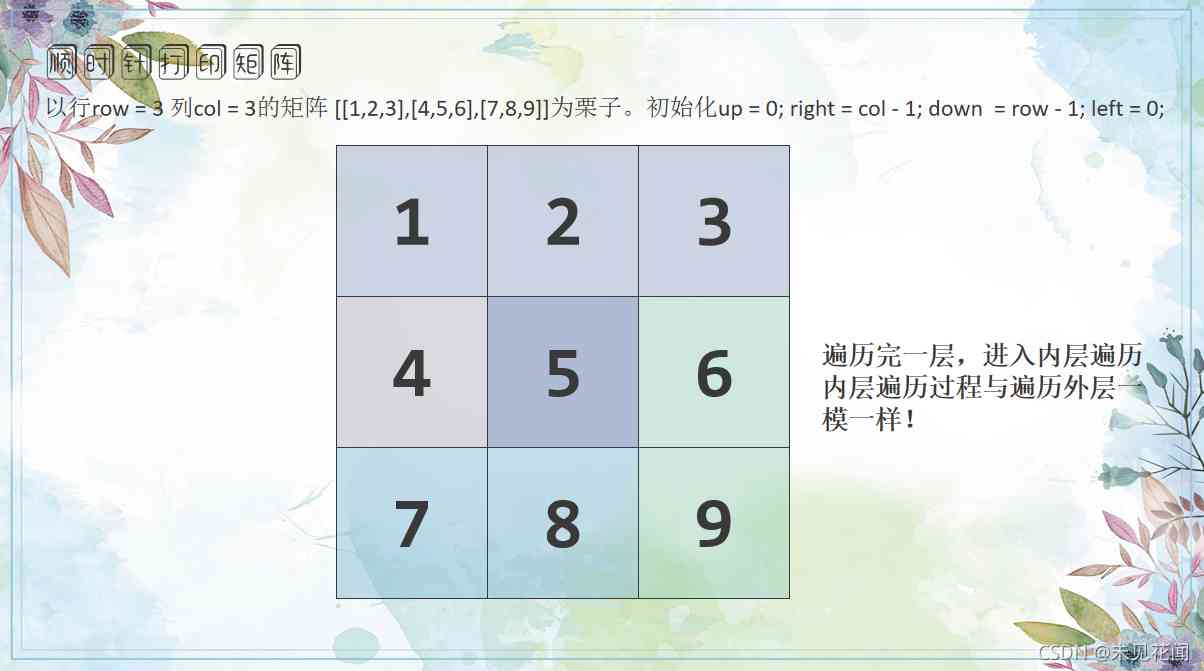 顺时针打印矩阵
以行row = 3 列col = 3的矩阵 [[1,2,3],[4,5,6],[7,8,9]]为栗子。初始化up = 0; right = col - 1; down  = row - 1; left = 0;
1 2 3
4 5 6
7 8 9
遍历完一层，进入内层遍历
内层遍历过程与遍历外层一
模一样！
CSDN @未见花闻